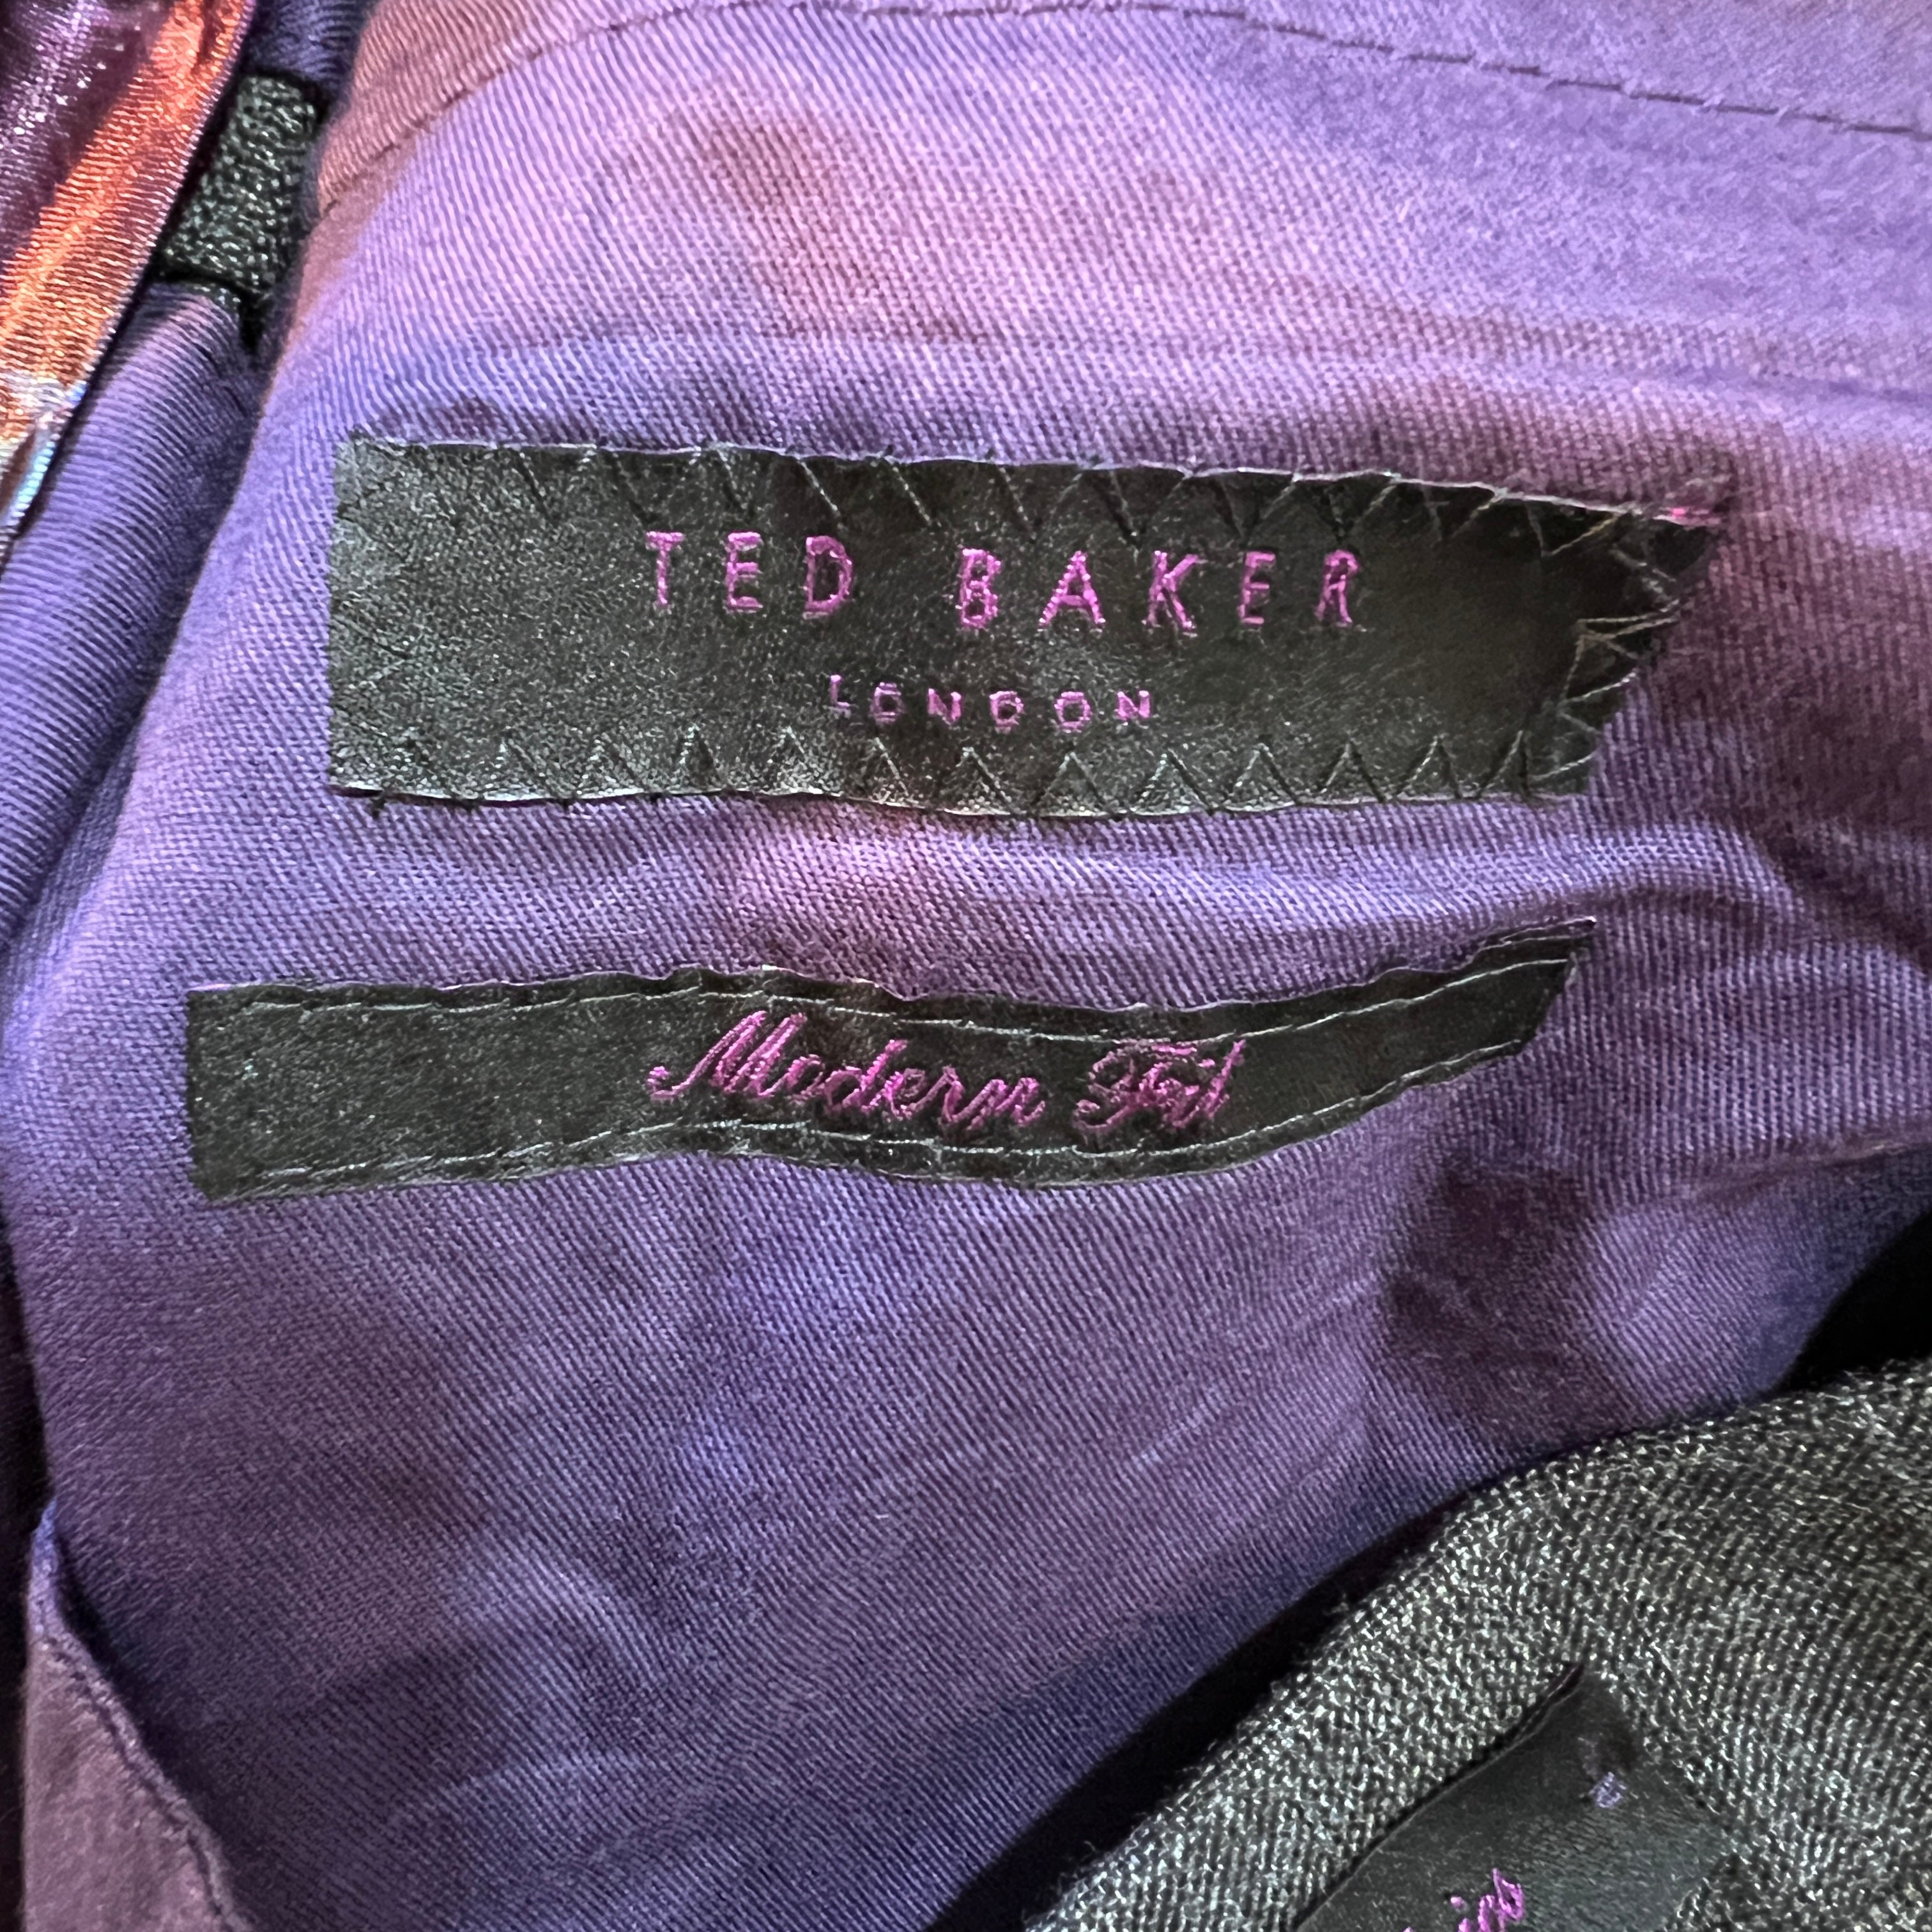 TED BAKER
LONDON
Modern Fit